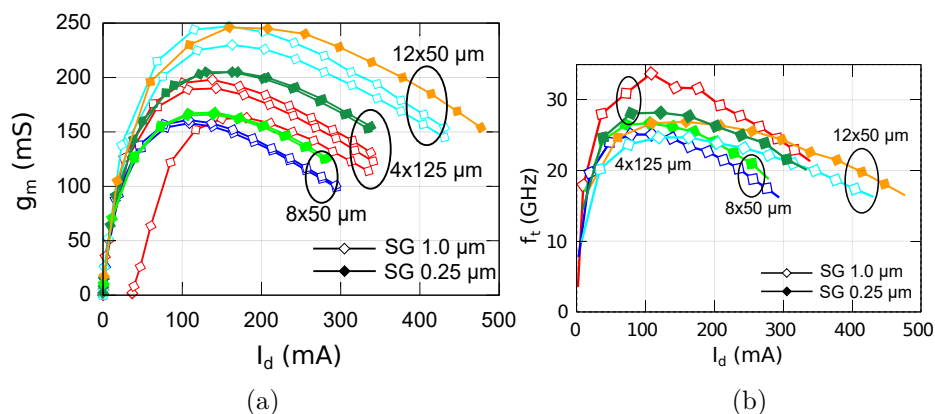 250
200
150
100
50
0
g_m (mS)
12x50 µm
4x125 µm
8x50 µm
SG 1.0 µm
SG 0.25 µm
0 100 200 300 400 500
I_d (mA)
(a)
30
20
10
0
f_t (GHz)
12x50 µm
4x125 µm
8x50 µm
SG 1.0 µm
SG 0.25 µm
0 100 200 300 400 500
I_d (mA)
(b)